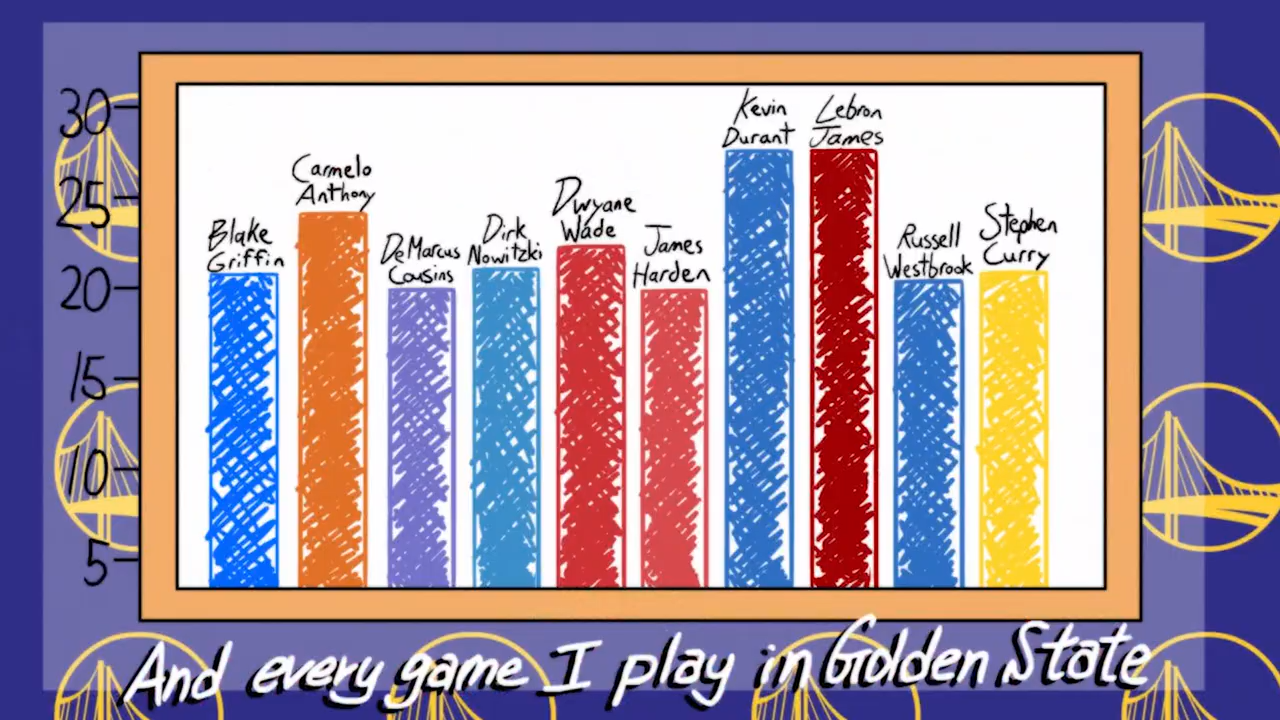 30
25
20
15
10
5
Blake
Griffin
Carmelo
Anthony
DeMarcus
Cousins
Dirk
Nowitzki
Dwyane
Wade
James
Harden
Kevin
Durant
Lebron
James
Russell
Westbrook
Stephen
Curry
And every game I play in Golden State